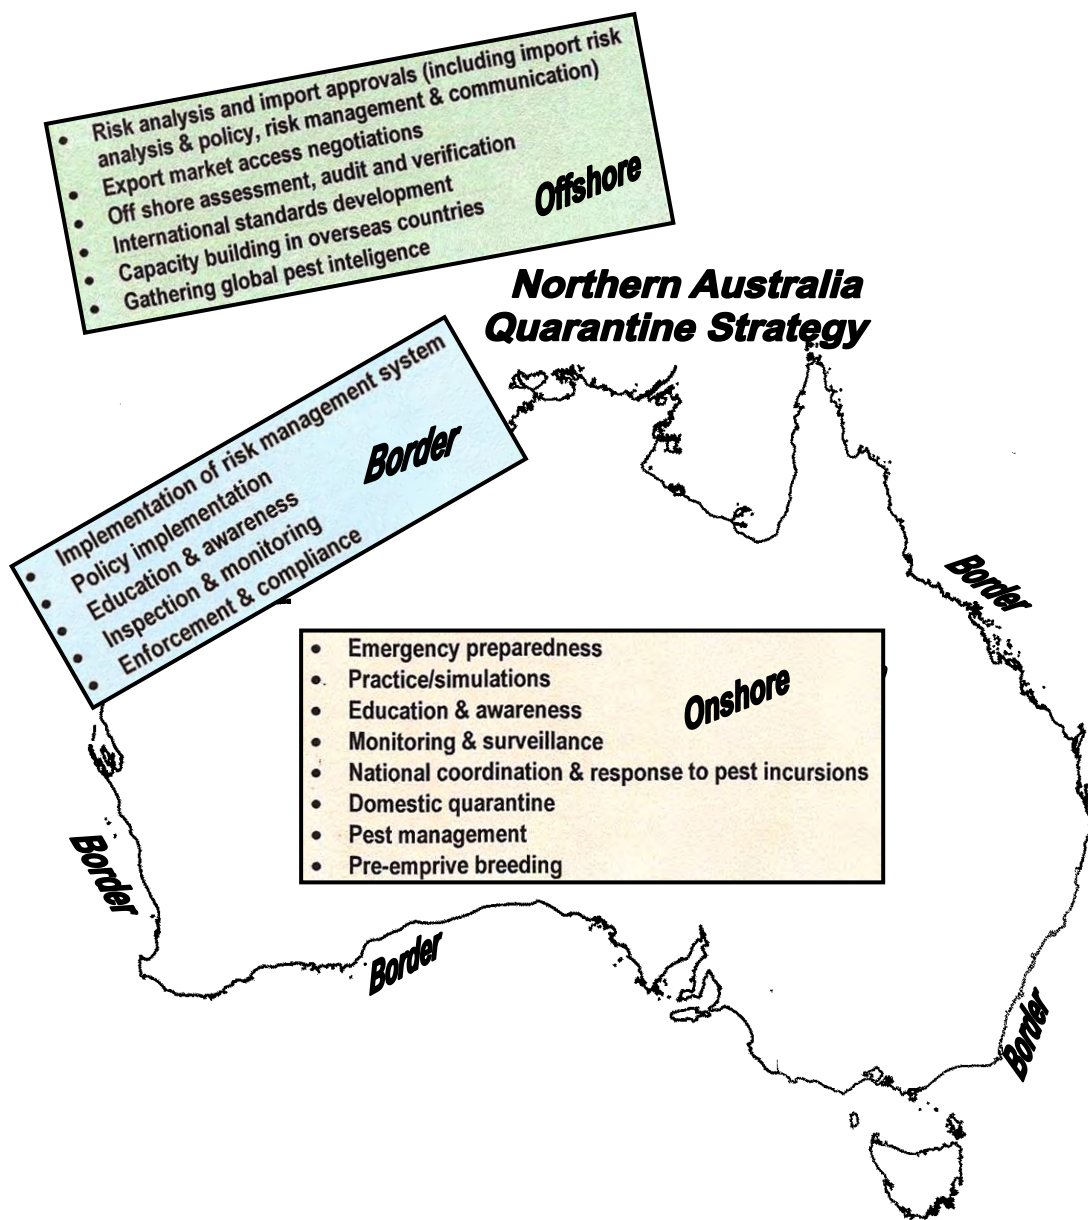 • Risk analysis and import approvals (including import risk
analysis & policy, risk management & communication)
• Export market access negotiations
• Off shore assessment, audit and verification
• International standards development
• Capacity building in overseas countries
• Gathering global pest inteligence
Offshore
Northern Australia
Quarantine Strategy
• Implementation of risk management system
• Policy implementation
• Education & awareness
• Inspection & monitoring
• Enforcement & compliance
Border
Border
• Emergency preparedness
• Practice/simulations
• Education & awareness
• Monitoring & surveillance
• National coordination & response to pest incursions
• Domestic quarantine
• Pest management
• Pre-emprive breeding
Onshore
Border
Border
Border